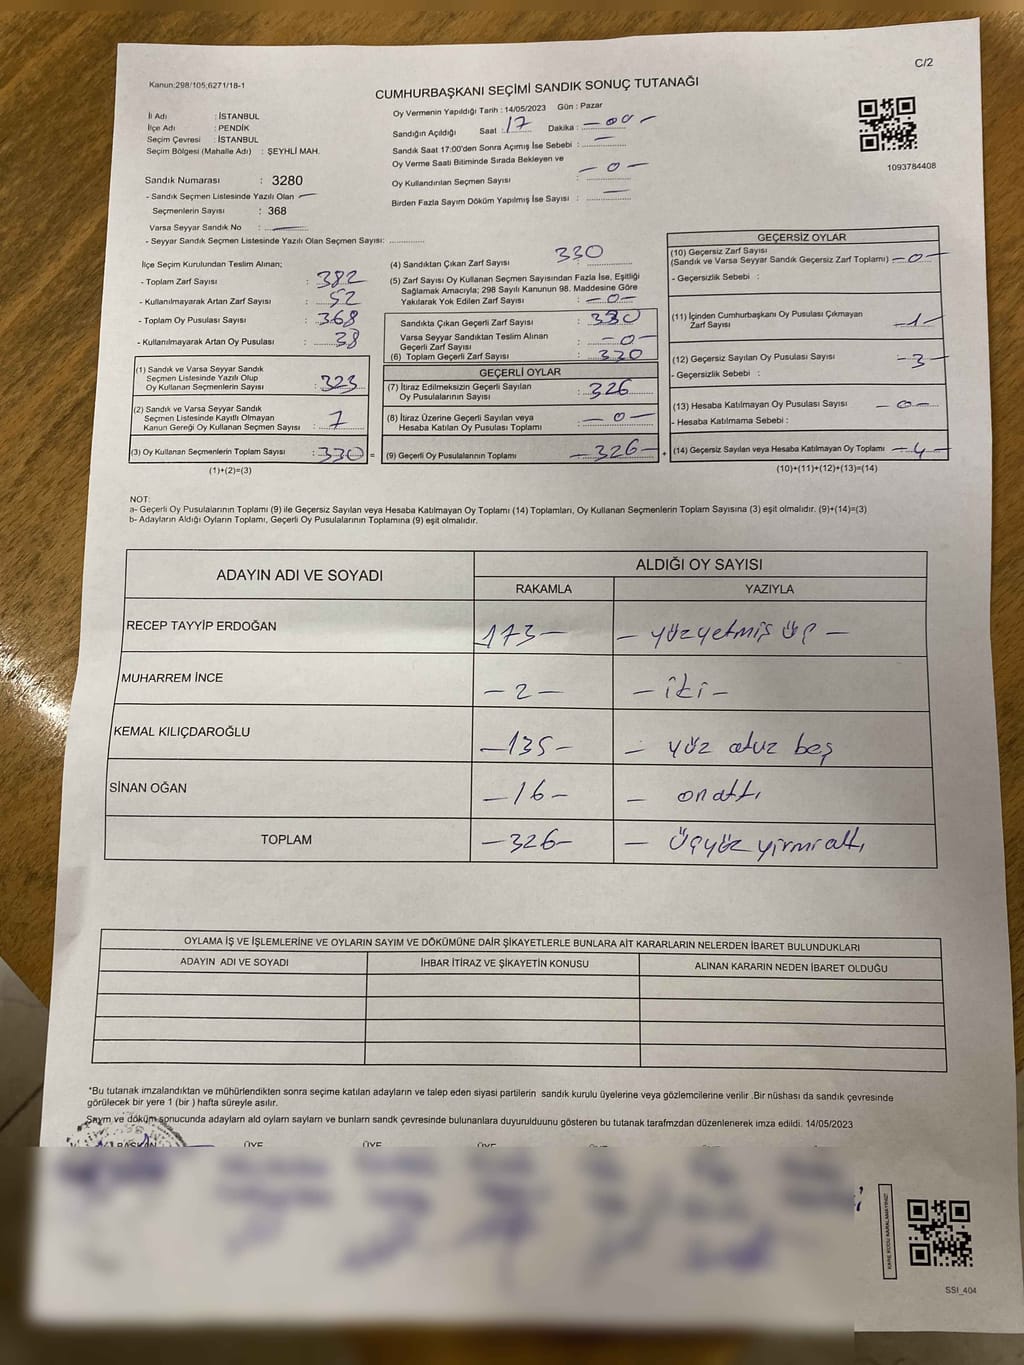 C/2
Kanun;298/105;6271/18-1
CUMHURBAŞKANI SEÇİMİ SANDIK SONUÇ TUTANAĞI
İl Adı : İSTANBUL
İlçe Adı : PENDİK
Seçim Çevresi : İSTANBUL
Seçim Bölgesi (Mahalle Adı) : ŞEYHLİ MAH.
Sandık Numarası : 3280
- Sandık Seçmen Listesinde Yazılı Olan
Seçmenlerin Sayısı : 368
Varsa Seyyar Sandık No :
- Seyyar Sandık Seçmen Listesinde Yazılı Olan Seçmen Sayısı: ............
Oy Vermenin Yapıldığı Tarih : 14/05/2023 Gün : Pazar
Sandığın Açıldığı Saat : 17 Dakika : - 00 -
Sandık Saat 17:00'den Sonra Açımış İse Sebebi : -
Oy Verme Saati Bitiminde Sırada Bekleyen ve
Oy Kullandırılan Seçmen Sayısı : - 0 -
Birden Fazla Sayım Döküm Yapılmış İse Sayısı : -
1093784408
İlçe Seçim Kurulundan Teslim Alınan;
- Toplam Zarf Sayısı : 382
- Kullanılmayarak Artan Zarf Sayısı : 52
- Toplam Oy Pusulası Sayısı : 368
- Kullanılmayarak Artan Oy Pusulası : 38
(1) Sandık ve Varsa Seyyar Sandık
Seçmen Listesinde Yazılı Olup
Oy Kullanan Seçmenlerin Sayısı : 323
(2) Sandık ve Varsa Seyyar Sandık
Seçmen Listesinde Kayıtlı Olmayan
Kanun Gereği Oy Kullanan Seçmen Sayısı : 7
(3) Oy Kullanan Seçmenlerin Toplam Sayısı : 330 =
(1)+(2)=(3)
(4) Sandıktan Çıkan Zarf Sayısı 330
(5) Zarf Sayısı Oy Kullanan Seçmen Sayısından Fazla İse, Eşitliği
Sağlamak Amacıyla; 298 Sayılı Kanunun 98. Maddesine Göre
Yakılarak Yok Edilen Zarf Sayısı : - 0 -
Sandıkta Çıkan Geçerli Zarf Sayısı : 330
Varsa Seyyar Sandıktan Teslim Alınan
Geçerli Zarf Sayısı : - 0 -
(6) Toplam Geçerli Zarf Sayısı : 330
GEÇERLİ OYLAR
(7) İtiraz Edilmeksizin Geçerli Sayılan
Oy Pusulalarının Sayısı : 326
(8) İtiraz Üzerine Geçerli Sayılan veya
Hesaba Katılan Oy Pusulası Toplamı : - 0 -
(9) Geçerli Oy Pusulalarının Toplamı - 326 - +
GEÇERSİZ OYLAR
(10) Geçersiz Zarf Sayısı
(Sandık ve Varsa Seyyar Sandık Geçersiz Zarf Toplamı) - 0 -
- Geçersizlik Sebebi :
(11) İçinden Cumhurbaşkanı Oy Pusulası Çıkmayan
Zarf Sayısı - 1 -
(12) Geçersiz Sayılan Oy Pusulası Sayısı - 3 -
- Geçersizlik Sebebi :
(13) Hesaba Katılmayan Oy Pusulası Sayısı - 0 -
- Hesaba Katılmama Sebebi :
(14) Geçersiz Sayılan veya Hesaba Katılmayan Oy Toplamı - 4 -
(10)+(11)+(12)+(13)=(14)
NOT:
a- Geçerli Oy Pusulalarının Toplamı (9) ile Geçersiz Sayılan veya Hesaba Katılmayan Oy Toplamı (14) Toplamları, Oy Kullanan Seçmenlerin Toplam Sayısına (3) eşit olmalıdır. (9)+(14)=(3)
b- Adayların Aldığı Oyların Toplamı, Geçerli Oy Pusulalarının Toplamına (9) eşit olmalıdır.
ADAYIN ADI VE SOYADI ALDIĞI OY SAYISI
RAKAMLA YAZIYLA
RECEP TAYYİP ERDOĞAN 173 - - yüzyetmiş üç -
MUHARREM İNCE - 2 - - iki -
KEMAL KILIÇDAROĞLU - 135 - - yüz otuz beş
SİNAN OĞAN - 16 - - onaltı
TOPLAM - 326 - - Üçyüz yirmialtı
OYLAMA İŞ VE İŞLEMLERİNE VE OYLARIN SAYIM VE DÖKÜMÜNE DAİR ŞİKAYETLERLE BUNLARA AİT KARARLARIN NELERDEN İBARET BULUNDUKLARI
ADAYIN ADI VE SOYADI İHBAR İTİRAZ VE ŞİKAYETİN KONUSU ALINAN KARARIN NEDEN İBARET OLDUĞU
*Bu tutanak imzalandıktan ve mühürlendikten sonra seçime katılan adayların ve talep eden siyasi partilerin sandık kurulu üyelerine veya gözlemcilerine verilir .Bir nüshası da sandık çevresinde
görülecek bir yere 1 (bir ) hafta süreyle asılır.
Sayım ve döküm sonucunda adayların ald oyların sayların ve bunların sandk çevresinde bulunanlara duyurulduunu gösteren bu tutanak tarafmzdan düzenlenerek imza edildi. 14/05/2023
BAŞKAN ÜYE ÜYE ÜYE
SSI_404